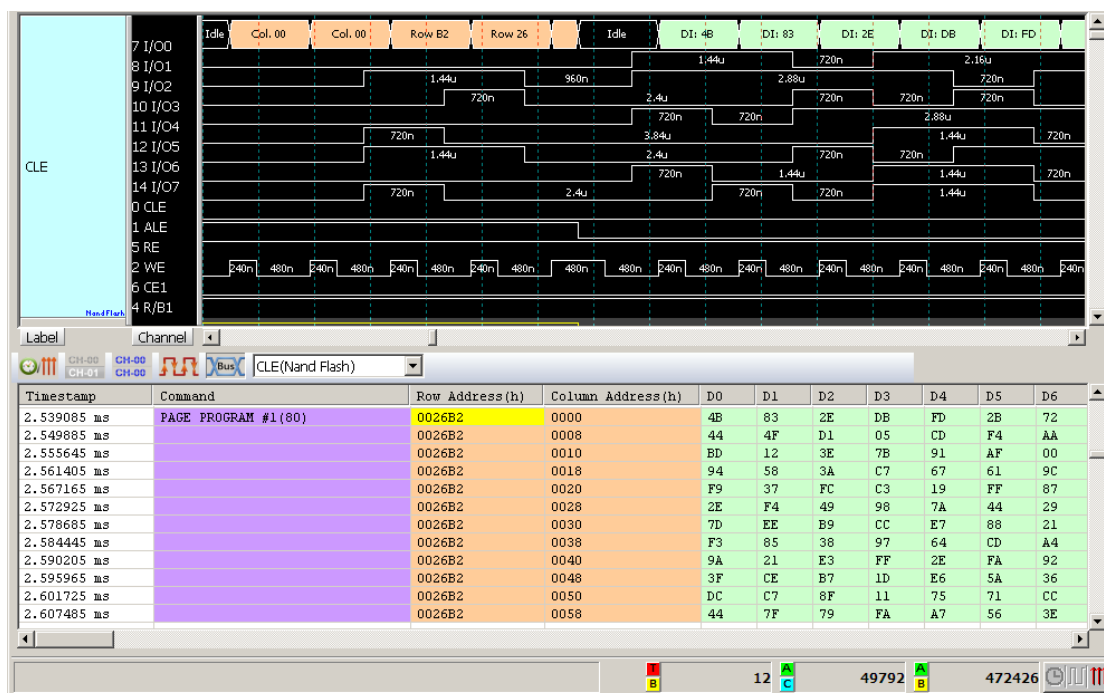 Idle Col. 00 Col. 00 Row B2 Row 26 Idle DI: 4B DI: 83 DI: 2E DI: DB DI: FD
7 I/O0
1.44u 720n 2.16u
8 I/O1
1.44u 960n 2.88u 720n
9 I/O2
720n 2.4u 720n 720n 720n
10 I/O3
720n 720n 2.88u
11 I/O4
720n 3.84u 1.44u 720n
12 I/O5
1.44u 2.4u 720n 720n
CLE
13 I/O6
720n 1.44u 1.44u 720n
14 I/O7
720n 2.4u 720n 720n 1.44u
0 CLE
1 ALE
5 RE
2 WE
240n 480n 240n 480n 240n 480n 240n 480n 480n 480n 240n 480n 240n 480n 240n 480n 240n 480n 240n 480n 240n
6 CE1
4 R/B1
Nand Flash
Label Channel
CH-00 CH-01 CH-00 CH-00 Bus CLE(Nand Flash)
Timestamp Command Row Address(h) Column Address(h) D0 D1 D2 D3 D4 D5 D6
2.539085 ms PAGE PROGRAM #1(80) 0026B2 0000 4B 83 2E DB FD 2B 72
2.549885 ms 0026B2 0008 44 4F D1 05 CD F4 AA
2.555645 ms 0026B2 0010 BD 12 3E 7B 91 AF 00
2.561405 ms 0026B2 0018 94 58 3A C7 67 61 9C
2.567165 ms 0026B2 0020 F9 37 FC C3 19 FF 87
2.572925 ms 0026B2 0028 2E F4 49 98 7A 44 29
2.578685 ms 0026B2 0030 7D EE B9 CC E7 88 21
2.584445 ms 0026B2 0038 F3 85 38 97 64 CD A4
2.590205 ms 0026B2 0040 9A 21 E3 FF 2E FA 92
2.595965 ms 0026B2 0048 3F CE B7 1D E6 5A 36
2.601725 ms 0026B2 0050 DC C7 8F 11 75 71 CC
2.607485 ms 0026B2 0058 44 7F 79 FA A7 56 3E
T B 12 A C 49792 A B 472426